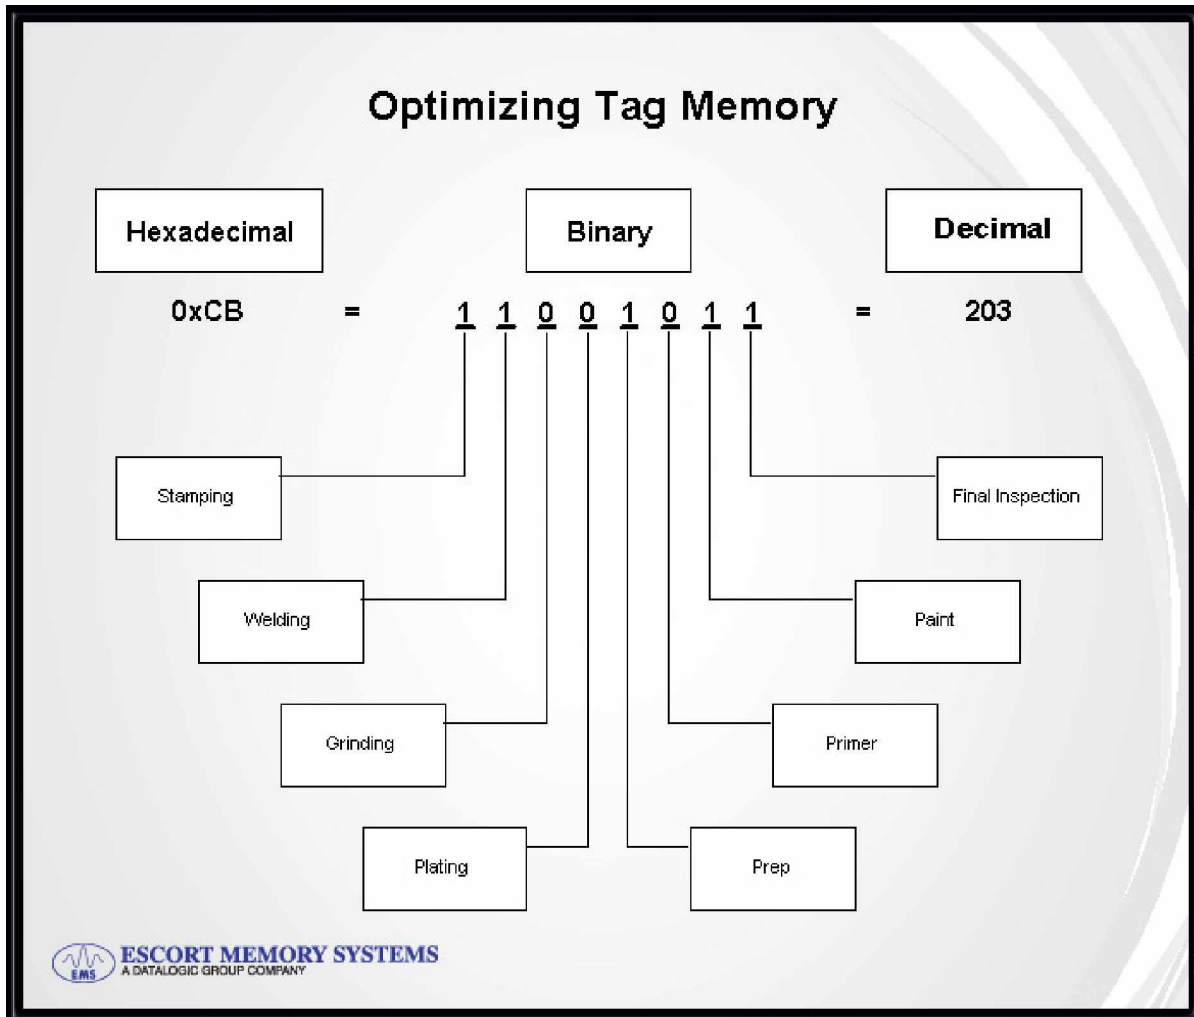 Optimizing Tag Memory
Hexadecimal Binary Decimal
0xCB = 1 1 0 0 1 0 1 1 = 203
Stamping Final Inspection
Welding Paint
Grinding Primer
Plating Prep
EMS ESCORT MEMORY SYSTEMS
A DATALOGIC GROUP COMPANY